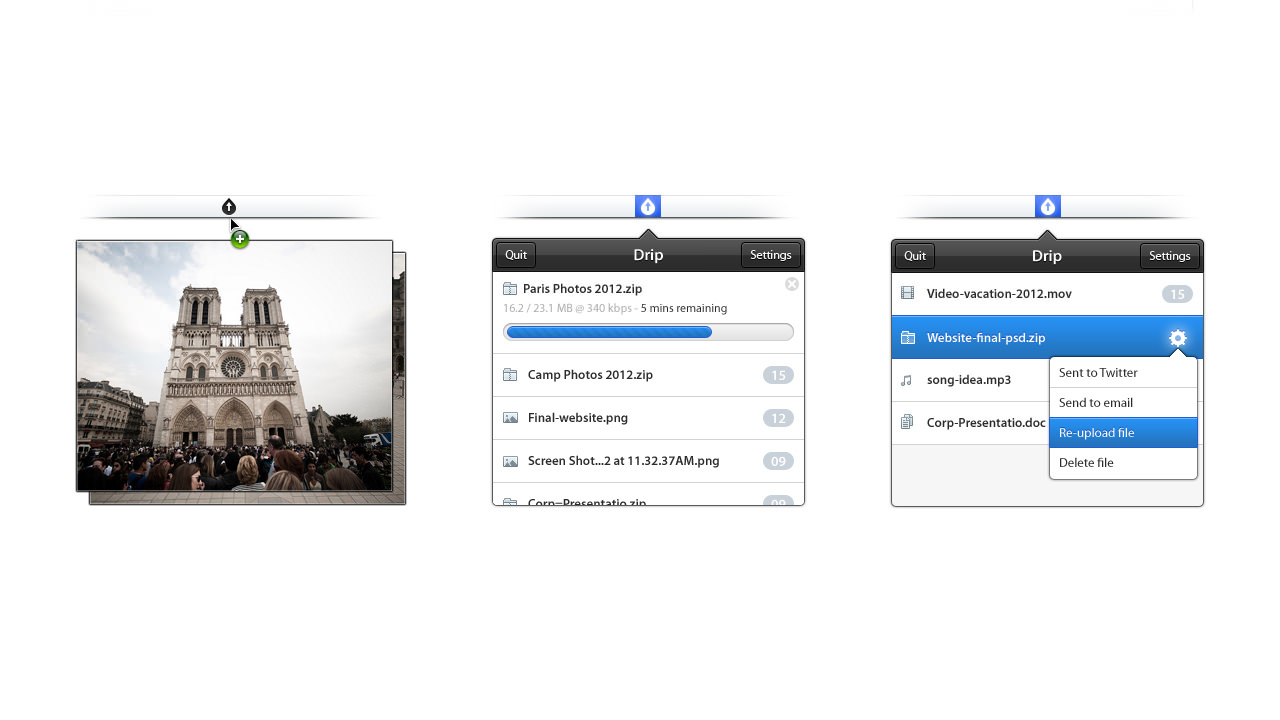 Quit
Drip
Settings
Paris Photos 2012.zip
16.2 / 23.1 MB @ 340 kbps - 5 mins remaining
Camp Photos 2012.zip
15
Final-website.png
12
Screen Shot...2 at 11.32.37AM.png
09
Corp=Presentatio.zip
09
Quit
Drip
Settings
Video-vacation-2012.mov
15
Website-final-psd.zip
song-idea.mp3
Corp-Presentatio.doc
Sent to Twitter
Send to email
Re-upload file
Delete file